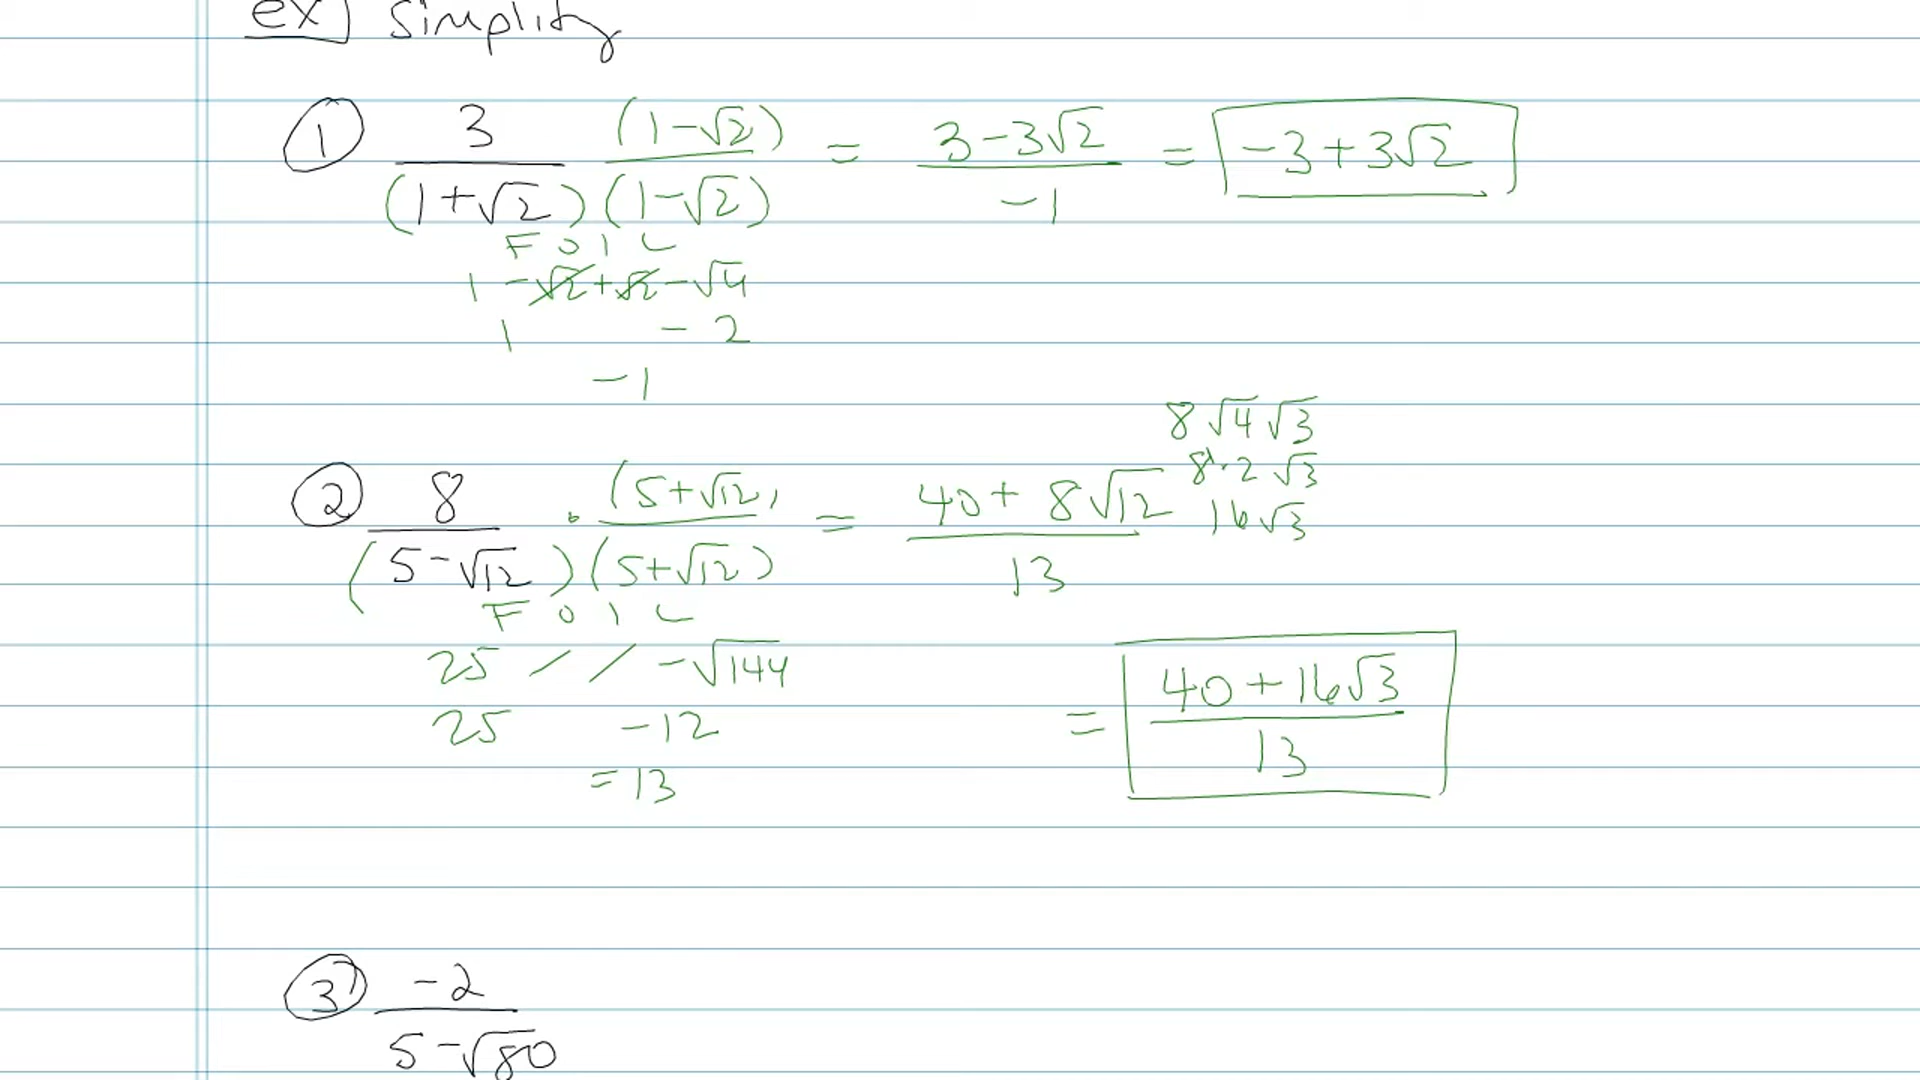 ex) simplify
① 3/(1+√2) (1-√2)/(1-√2) = (3-3√2)/-1 = -3+3√2
F O I L
1 -√2+√2-√4
1 - 2
-1
② 8/(5-√12) · (5+√12)/(5+√12) = (40+8√12)/13
8√4√3
8·2√3
16√3
F O I L
25 / / -√144
25 -12
= 13
= (40+16√3)/13
③ -2/(5-√80)